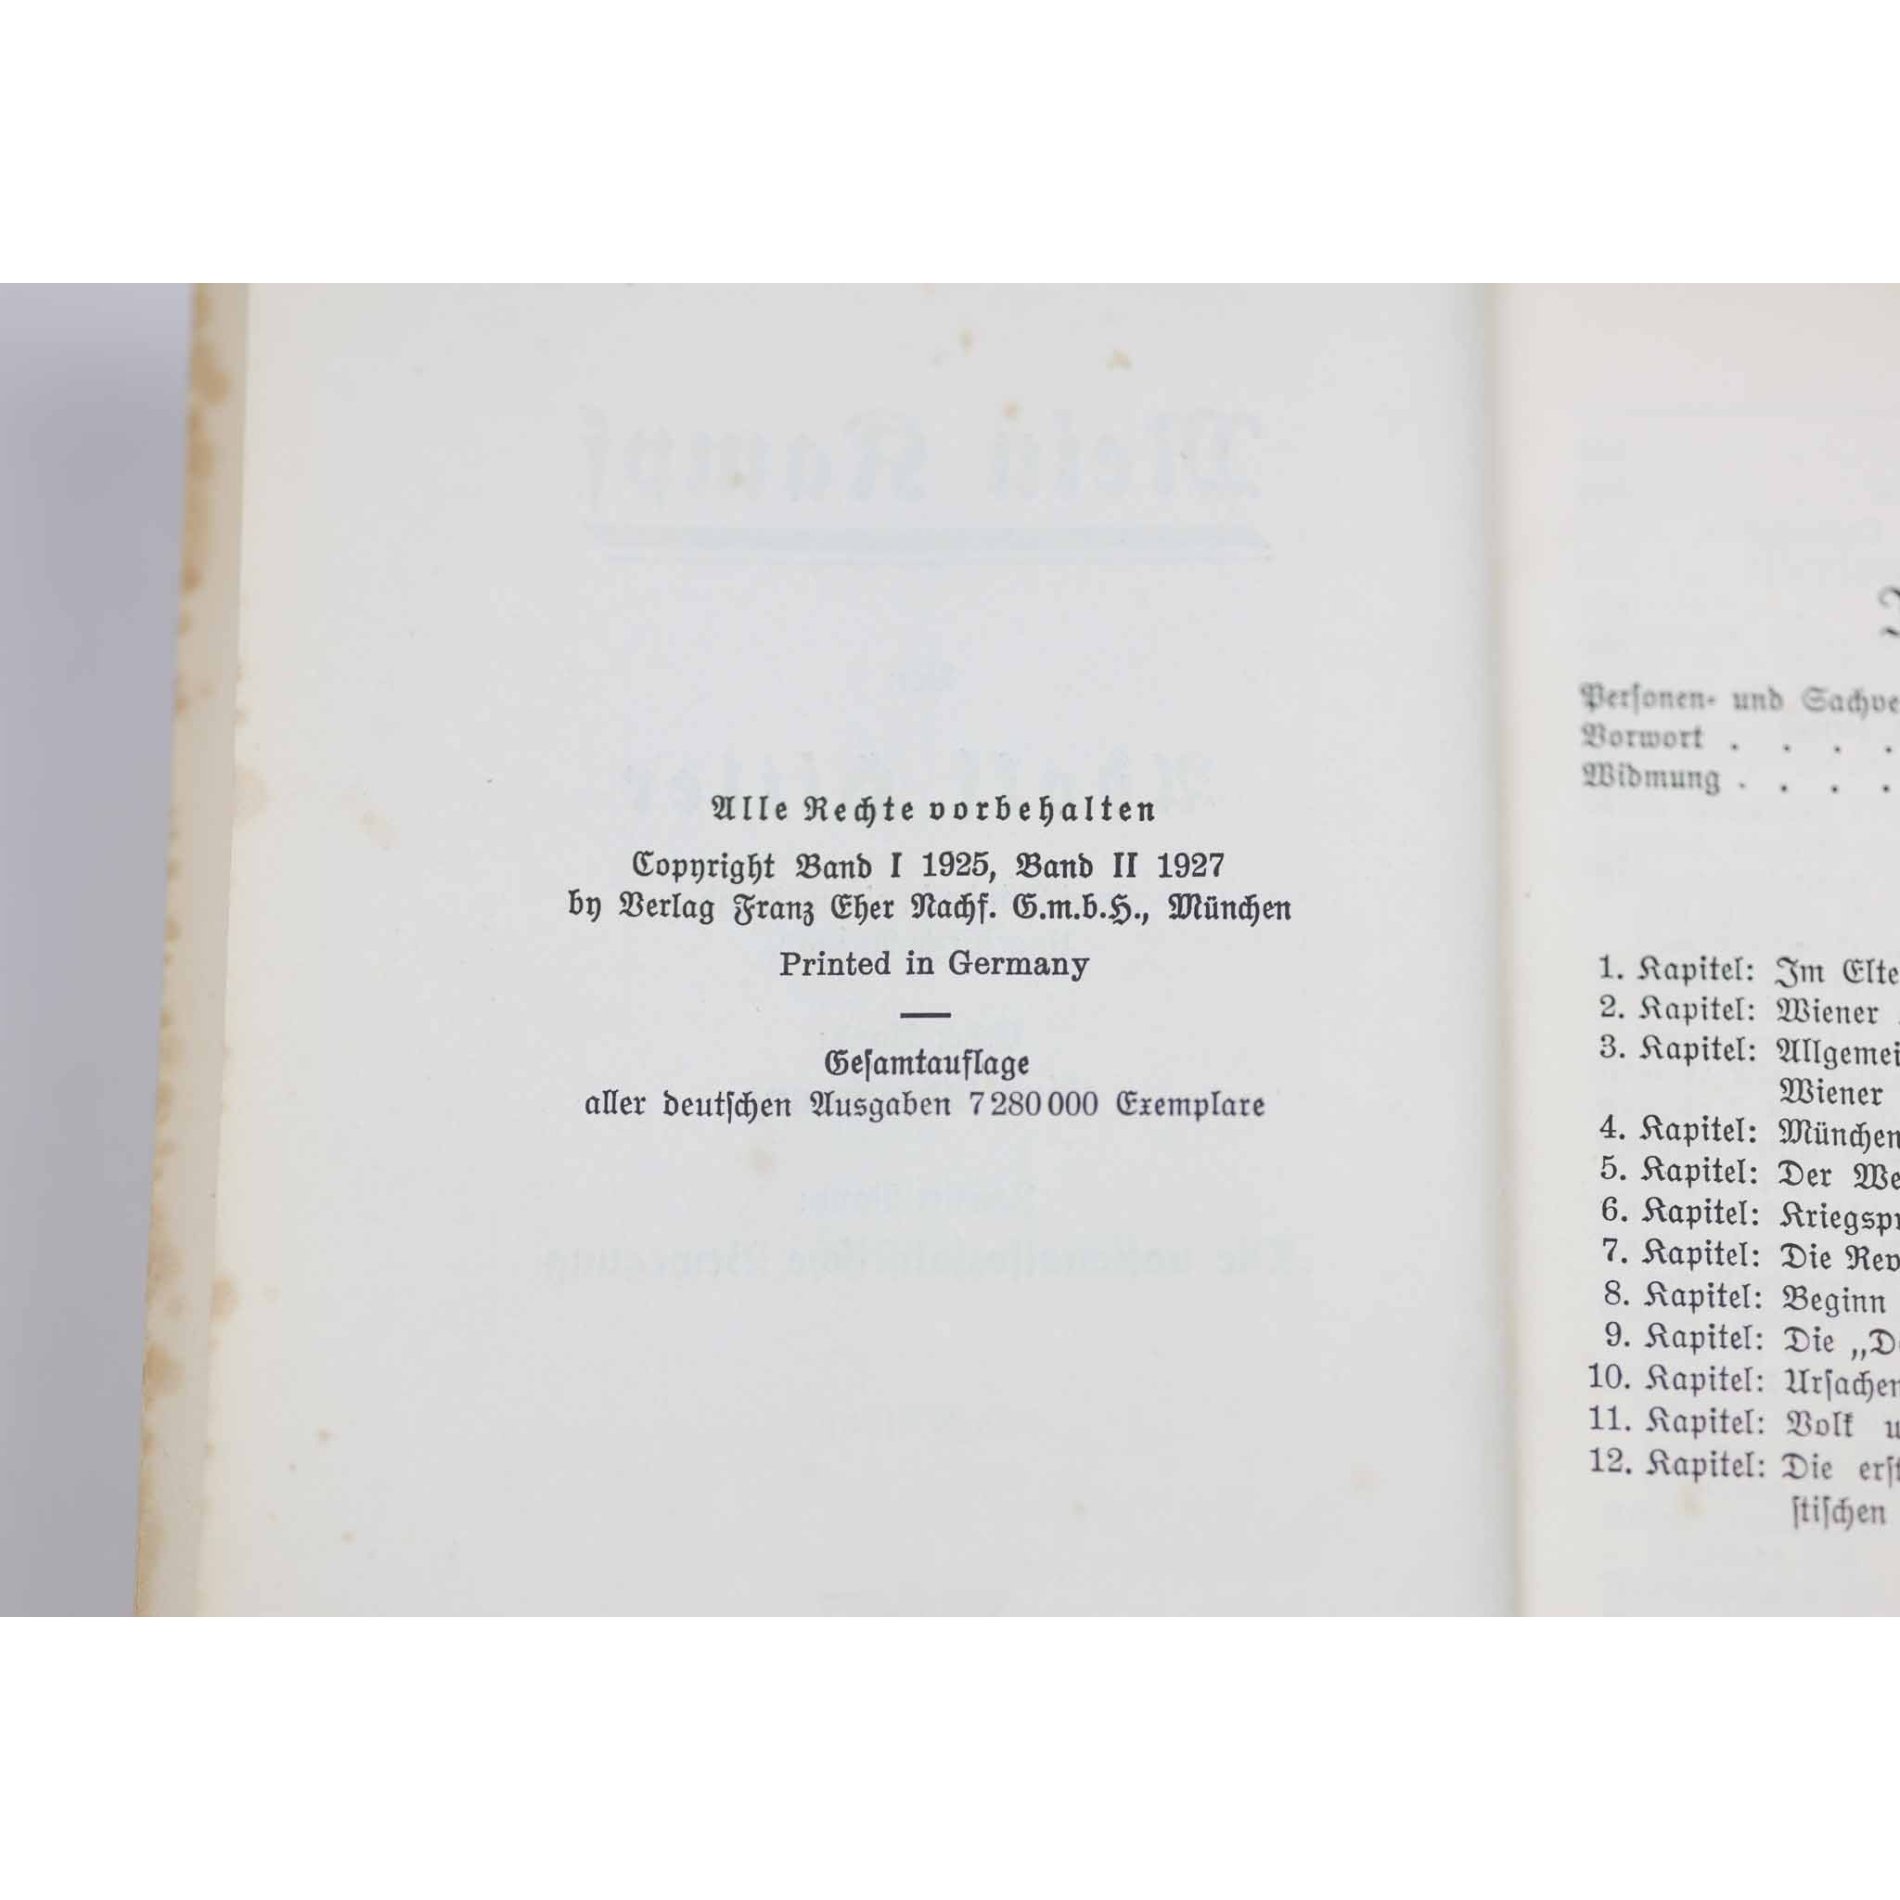 Alle Rechte vorbehalten
Copyright Band I 1925, Band II 1927
by Verlag Franz Eher Nachf. G.m.b.H., München
Printed in Germany
Gesamtauflage
aller deutschen Ausgaben 7280000 Exemplare
Personen- und
Vorwort . . . .
Widmung . . . .
1. Kapitel: Im
2. Kapitel: Wiener
3. Kapitel:
Wiener
4. Kapitel: München
5. Kapitel: Der
6. Kapitel:
7. Kapitel: Die
8. Kapitel: Beginn
9. Kapitel: Die
10. Kapitel: Ursachen
11. Kapitel: Volk
12. Kapitel: Die
stischen